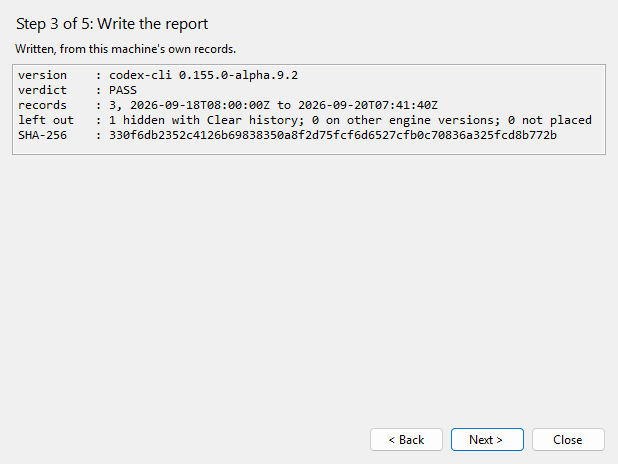 Step 3 of 5: Write the report
Written, from this machine's own records.
version    : codex-cli 0.155.0-alpha.9.2
verdict    : PASS
records    : 3, 2026-09-18T08:00:00Z to 2026-09-20T07:41:40Z
left out   : 1 hidden with Clear history; 0 on other engine versions; 0 not placed
SHA-256    : 330f6db2352c4126b69838350a8f2d75fcf6d6527cfb0c70836a325fcd8b772b
< Back
Next >
Close